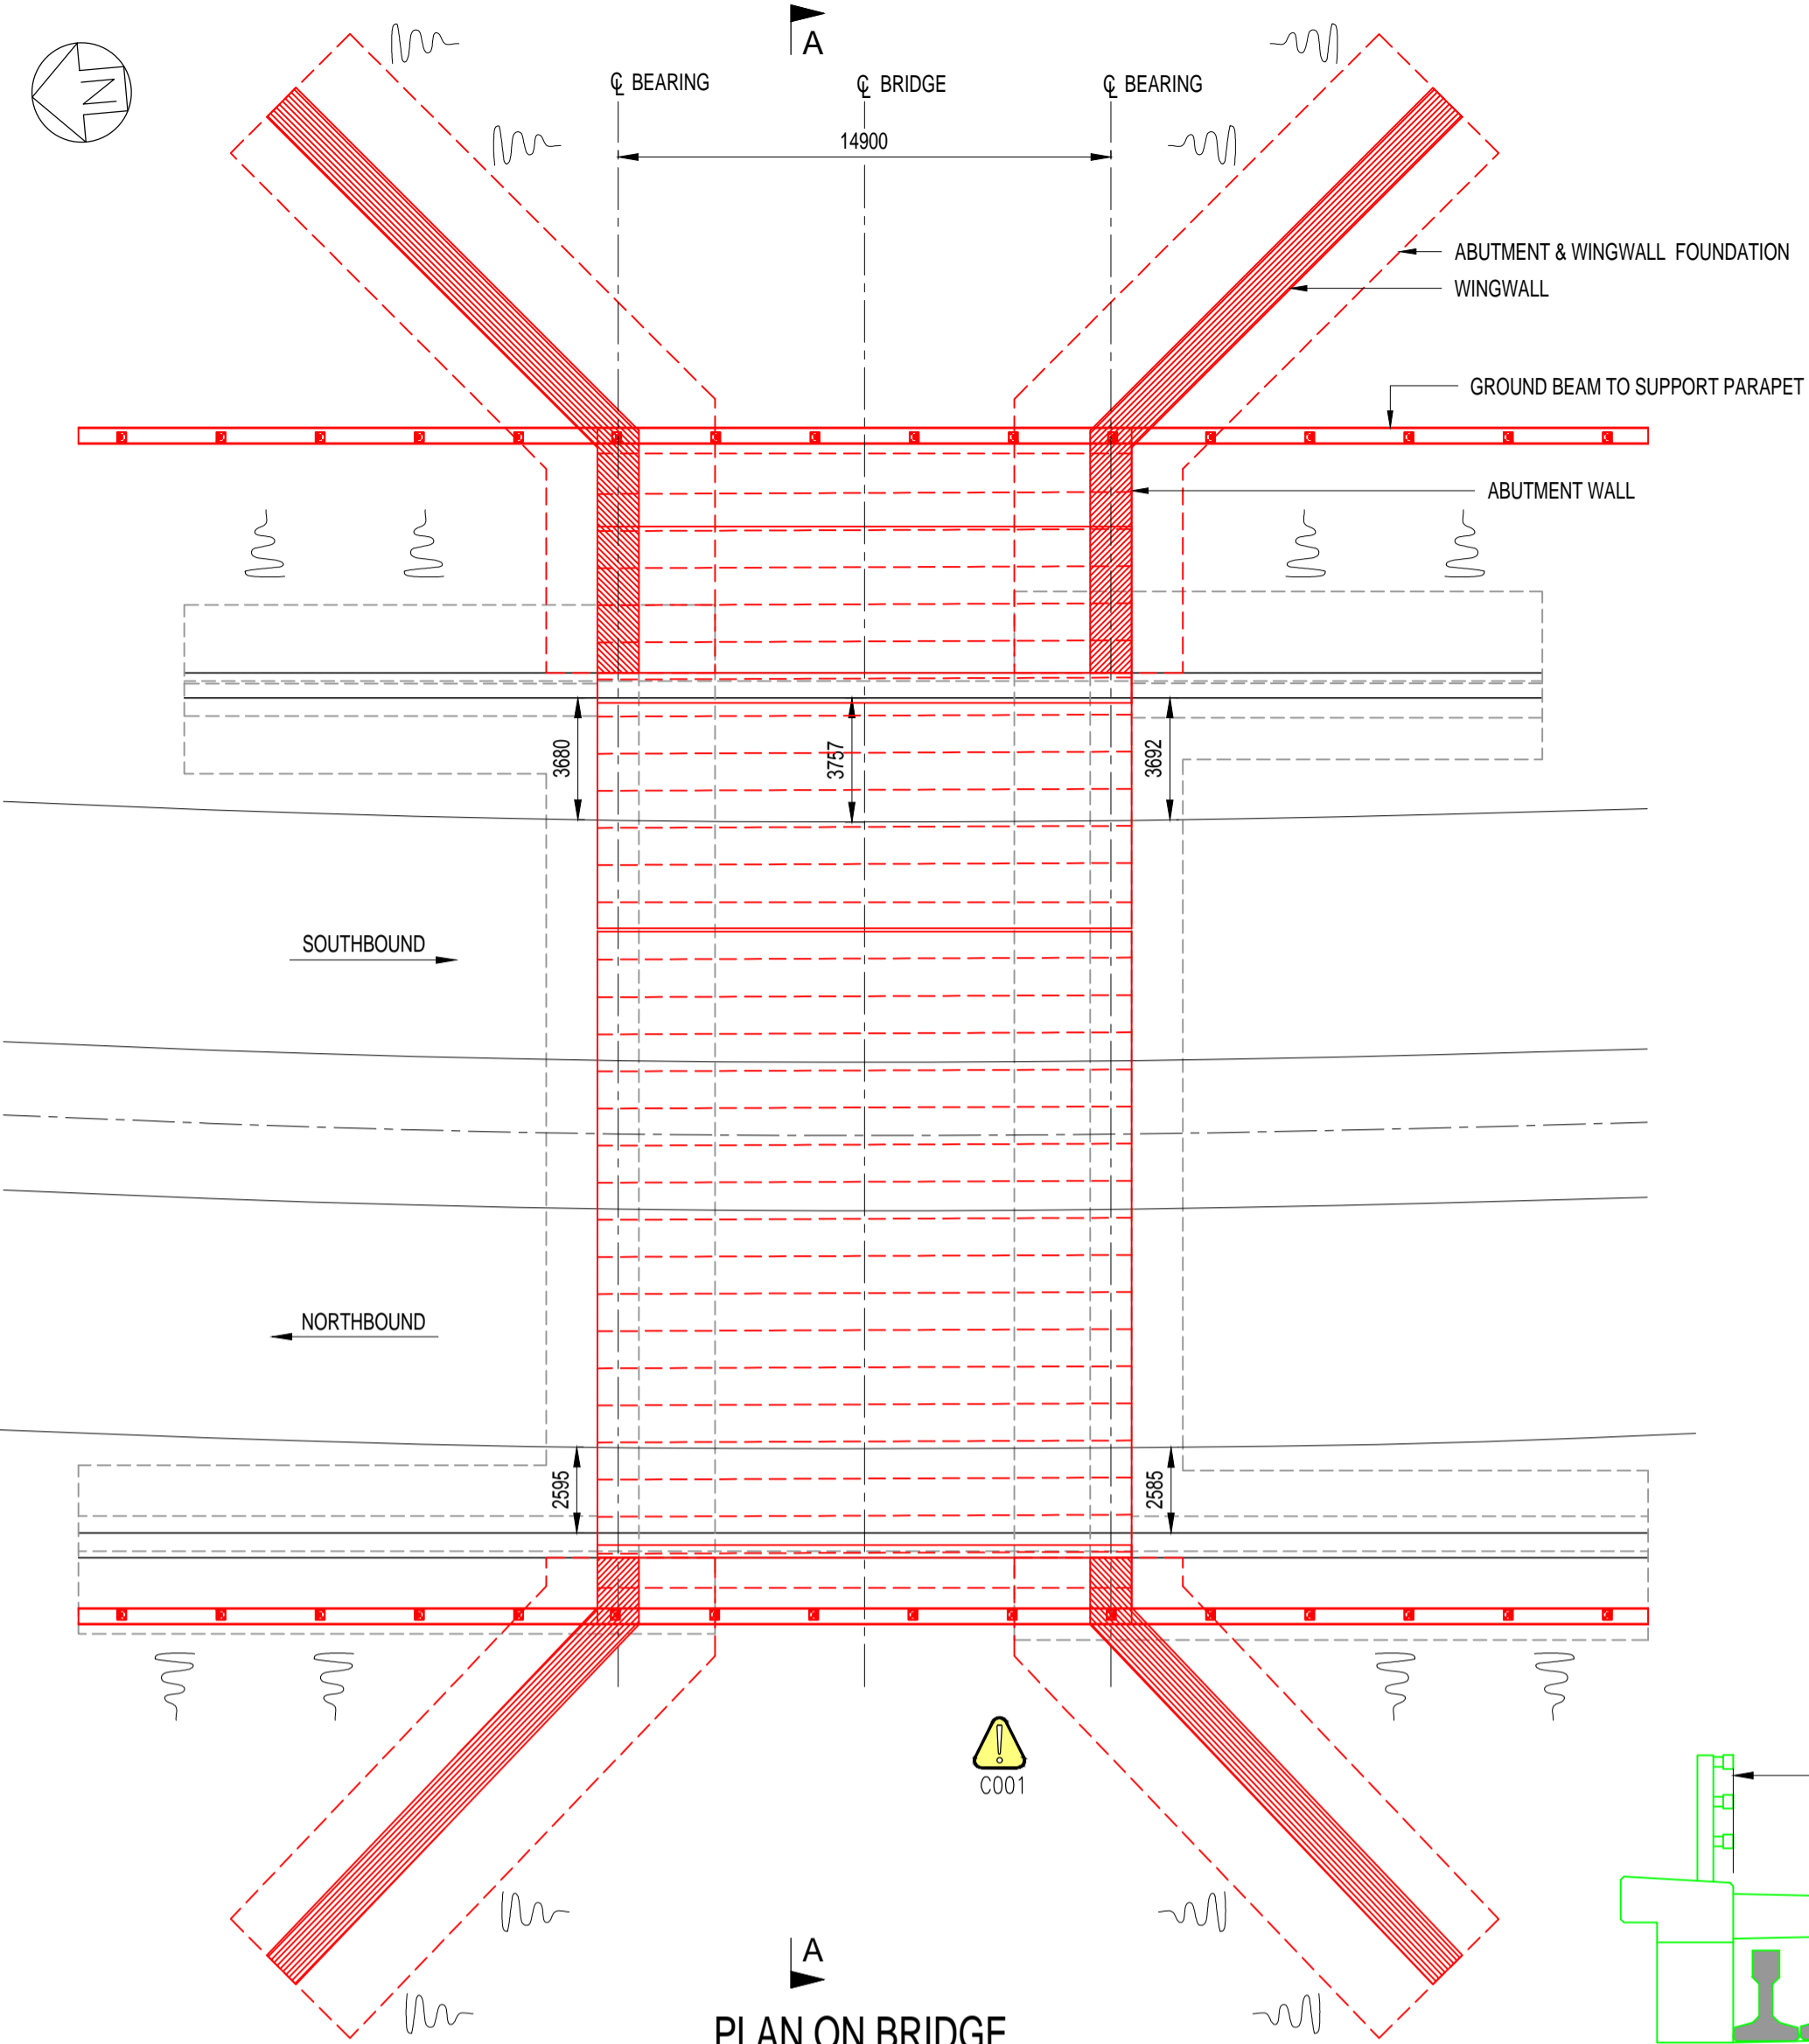 A
N
℄ BEARING
℄ BRIDGE
℄ BEARING
14900
ABUTMENT & WINGWALL FOUNDATION
WINGWALL
GROUND BEAM TO SUPPORT PARAPET
ABUTMENT WALL
3680
3757
3692
SOUTHBOUND
NORTHBOUND
2595
2585
!
C001
A
PLAN ON BRIDGE